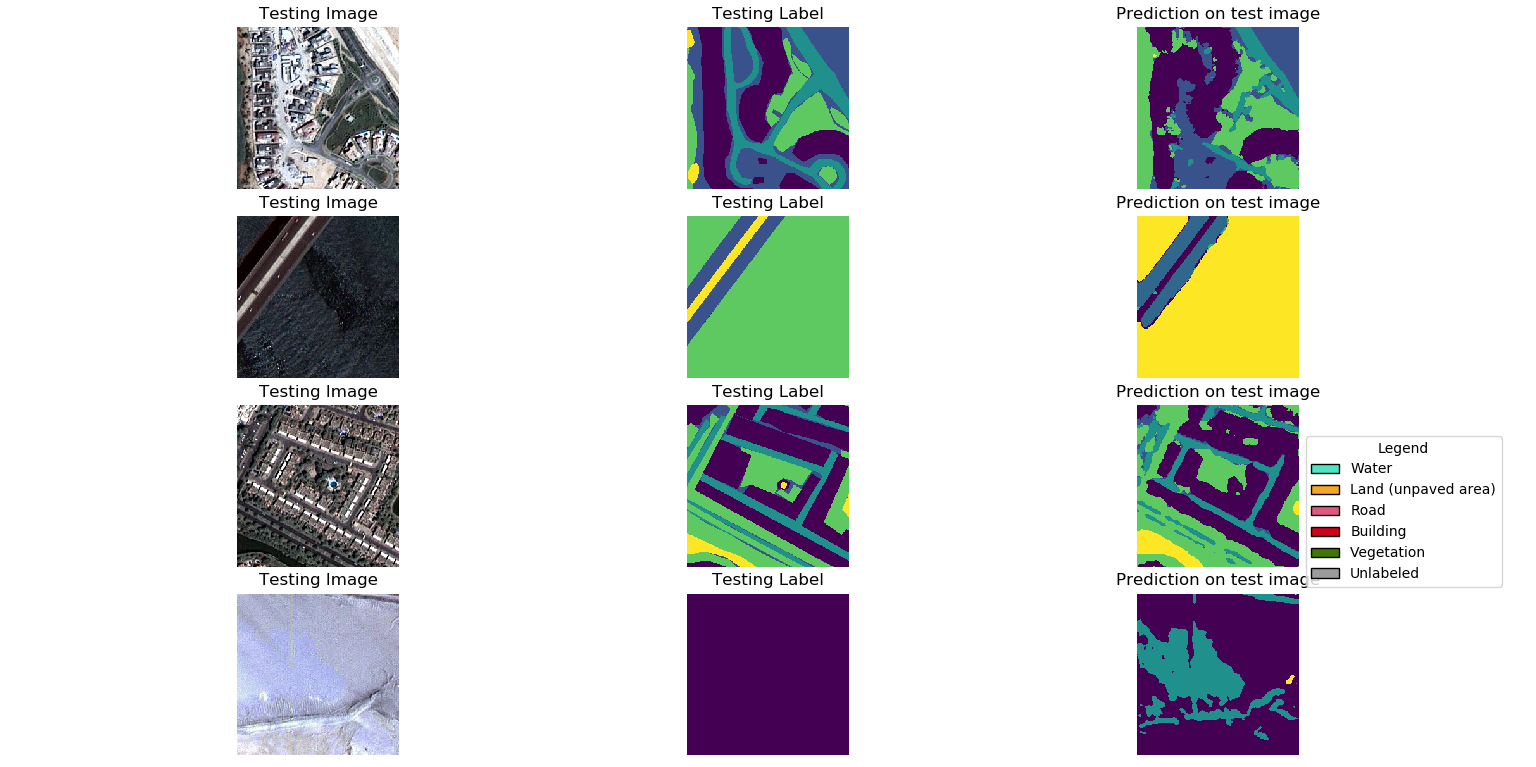 Testing Image
Testing Label
Prediction on test image
Testing Image
Testing Label
Prediction on test image
Testing Image
Testing Label
Prediction on test image
Legend
Water
Land (unpaved area)
Road
Building
Vegetation
Unlabeled
Testing Image
Testing Label
Prediction on test image